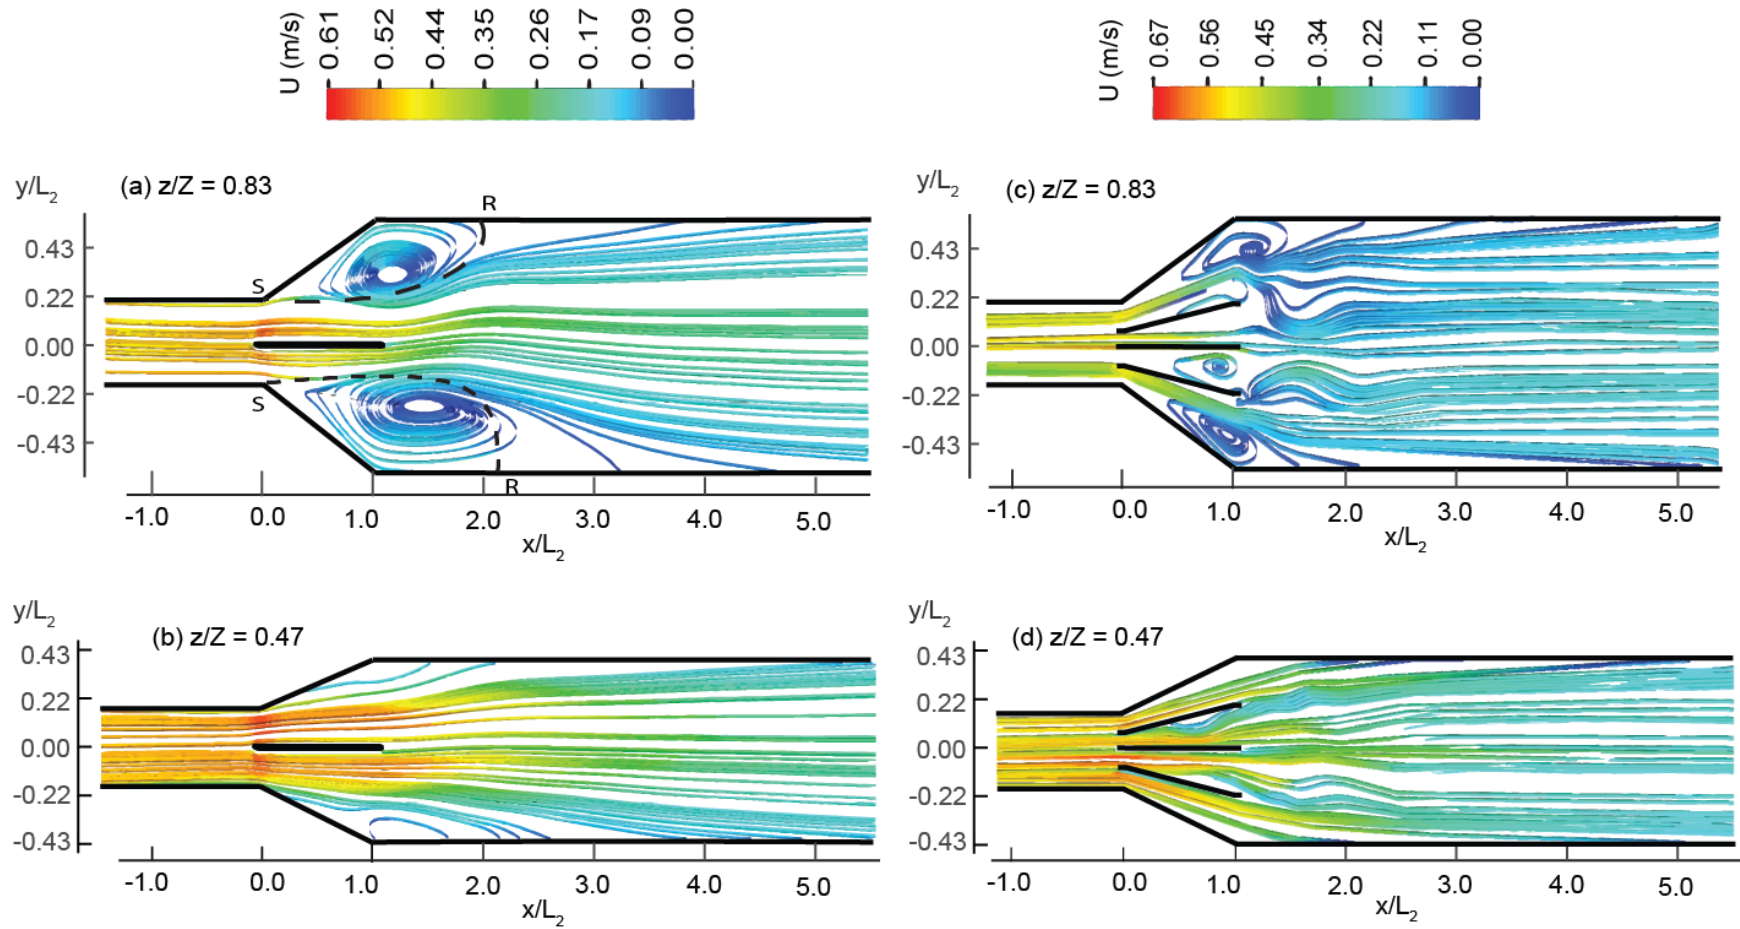 U (m/s)
0.61
0.52
0.44
0.35
0.26
0.17
0.09
0.00
U (m/s)
0.67
0.56
0.45
0.34
0.22
0.11
0.00
y/L2
(a) z/Z = 0.83
R
S
S
R
0.43
0.22
0.00
-0.22
-0.43
-1.0 0.0 1.0 2.0 3.0 4.0 5.0
x/L2
y/L2
(c) z/Z = 0.83
0.43
0.22
0.00
-0.22
-0.43
-1.0 0.0 1.0 2.0 3.0 4.0 5.0
x/L2
y/L2
(b) z/Z = 0.47
0.43
0.22
0.00
-0.22
-0.43
-1.0 0.0 1.0 2.0 3.0 4.0 5.0
x/L2
y/L2
(d) z/Z = 0.47
0.43
0.22
0.00
-0.22
-0.43
-1.0 0.0 1.0 2.0 3.0 4.0 5.0
x/L2